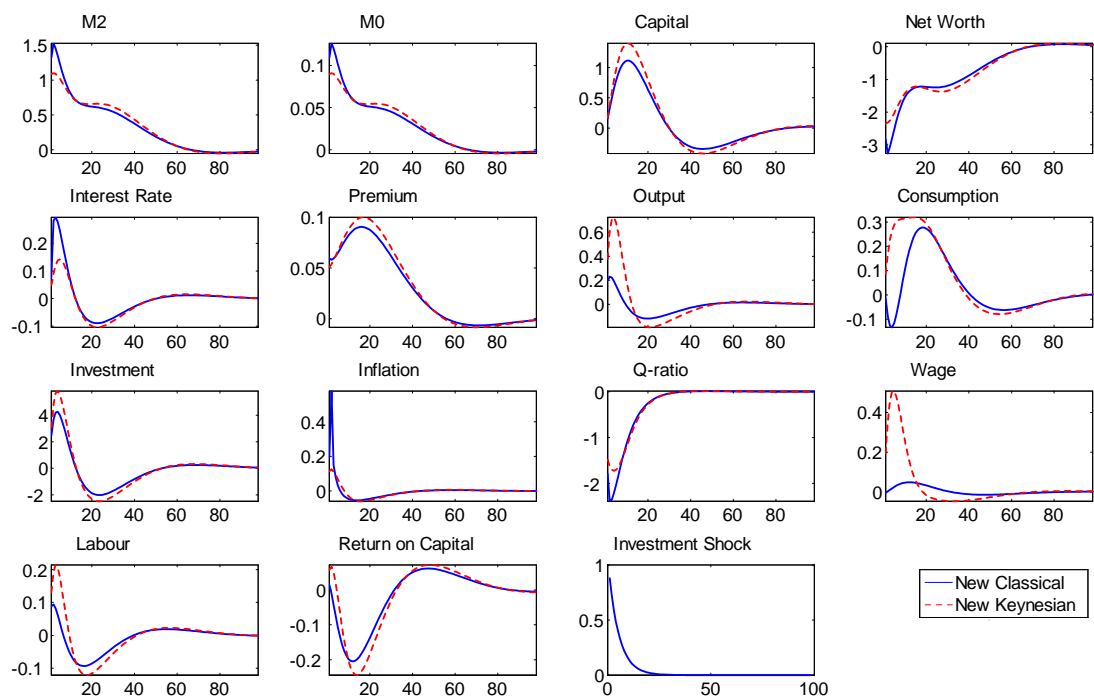 M2
M0
Capital
Net Worth
1.5
1
0.5
0
20 40 60 80
0.1
0.05
0
20 40 60 80
1
0.5
0
20 40 60 80
0
-1
-2
-3
20 40 60 80
Interest Rate
Premium
Output
Consumption
0.2
0.1
0
-0.1
20 40 60 80
0.1
0.05
0
20 40 60 80
0.6
0.4
0.2
0
20 40 60 80
0.3
0.2
0.1
0
-0.1
20 40 60 80
Investment
Inflation
Q-ratio
Wage
4
2
0
-2
20 40 60 80
0.4
0.2
0
20 40 60 80
0
-1
-2
20 40 60 80
0.4
0.2
0
20 40 60 80
Labour
Return on Capital
Investment Shock
0.2
0.1
0
-0.1
20 40 60 80
0
-0.2
20 40 60 80
1
0.5
0
0 50 100
New Classical
New Keynesian